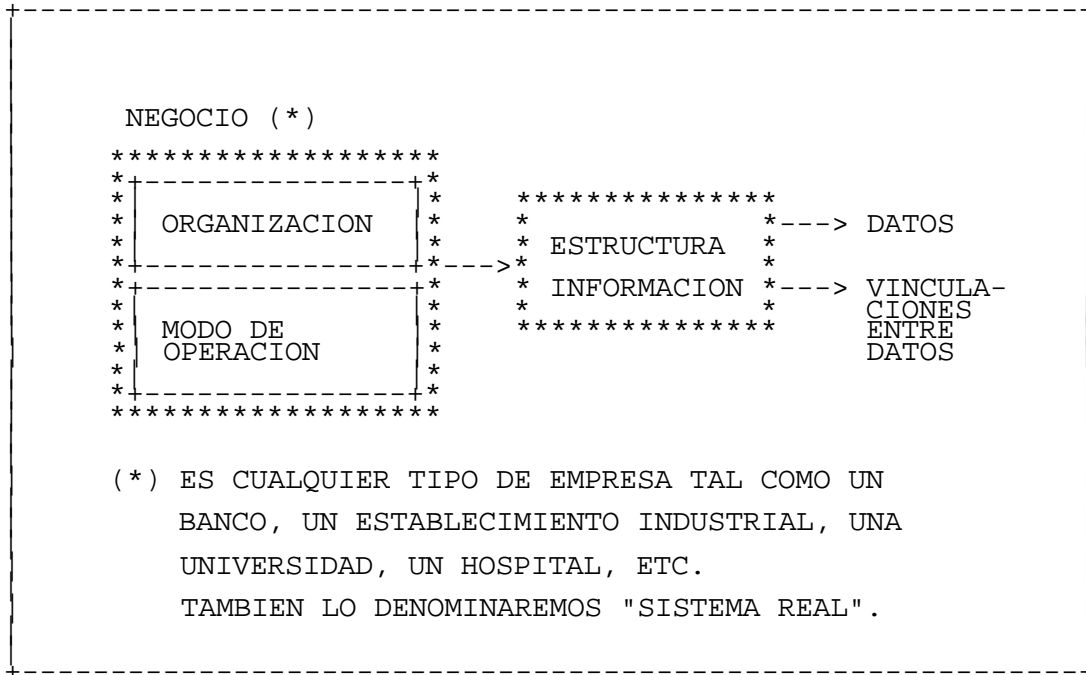 NEGOCIO (*)
ORGANIZACION
MODO DE
OPERACION
ESTRUCTURA
INFORMACION
---> DATOS
---> VINCULA-
CIONES
ENTRE
DATOS
(*) ES CUALQUIER TIPO DE EMPRESA TAL COMO UN
BANCO, UN ESTABLECIMIENTO INDUSTRIAL, UNA
UNIVERSIDAD, UN HOSPITAL, ETC.
TAMBIEN LO DENOMINAREMOS "SISTEMA REAL".